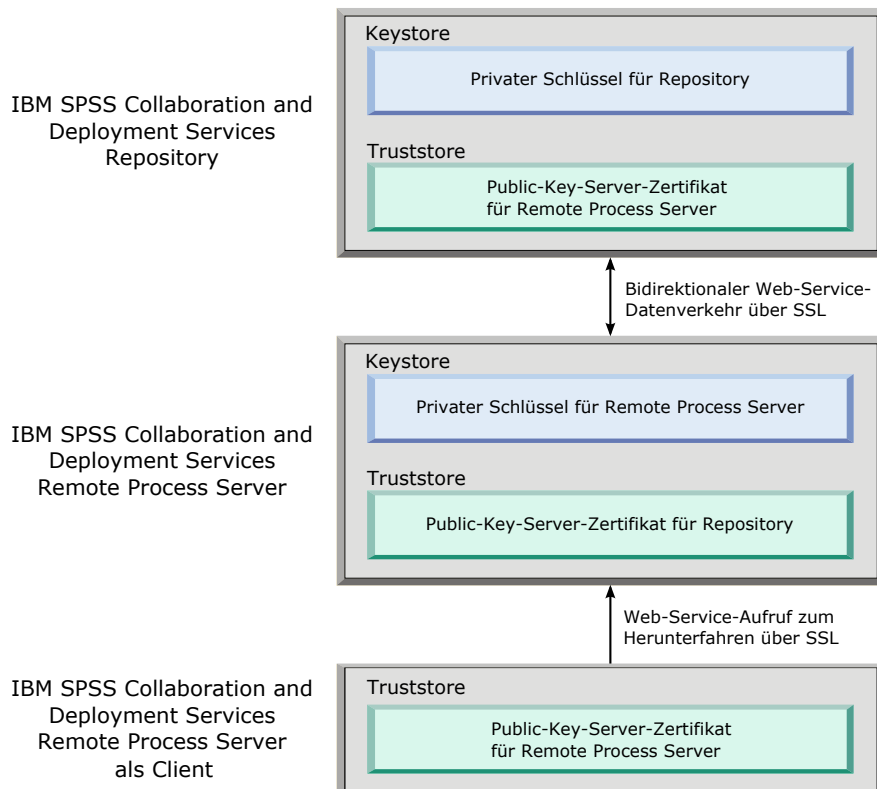 Keystore
Privater Schlüssel für Repository
IBM SPSS Collaboration and
Deployment Services
Repository
Truststore
Public-Key-Server-Zertifikat
für Remote Process Server
Bidirektionaler Web-Service-
Datenverkehr über SSL
Keystore
Privater Schlüssel für Remote Process Server
IBM SPSS Collaboration and
Deployment Services
Remote Process Server
Truststore
Public-Key-Server-Zertifikat für Repository
Web-Service-Aufruf zum
Herunterfahren über SSL
IBM SPSS Collaboration and
Deployment Services
Remote Process Server
als Client
Truststore
Public-Key-Server-Zertifikat
für Remote Process Server